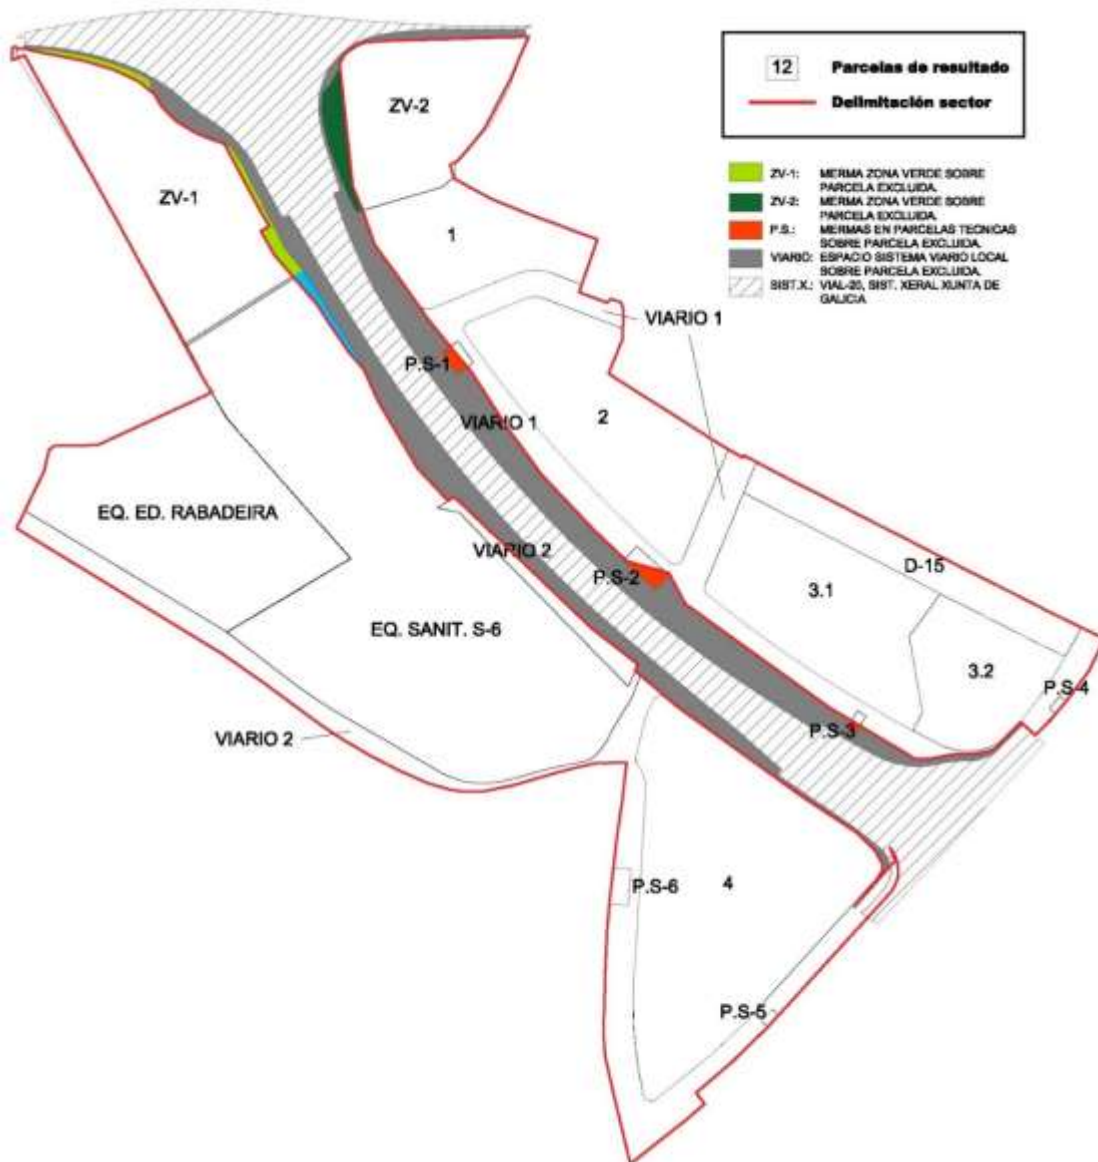 12 Parcelas de resultado
Delimitación sector
ZV-1: MERMA ZONA VERDE SOBRE
PARCELA EXCLUIDA.
ZV-2: MERMA ZONA VERDE SOBRE
PARCELA EXCLUIDA.
P.S.: MERMAS EN PARCELAS TECNICAS
SOBRE PARCELA EXCLUIDA.
VIARIO: ESPACIO SISTEMA VIARIO LOCAL
SOBRE PARCELA EXCLUIDA.
SIST.X.: VIAL-20, SIST. XERAL XUNTA DE
GALICIA
ZV-2
ZV-1
1
VIARIO 1
P.S-1
VIARIO 1
2
EQ. ED. RABADEIRA
VIARIO 2
D-15
P.S-2
3.1
EQ. SANIT. S-6
3.2
P.S-4
P.S-3
VIARIO 2
P.S-6
4
P.S-5